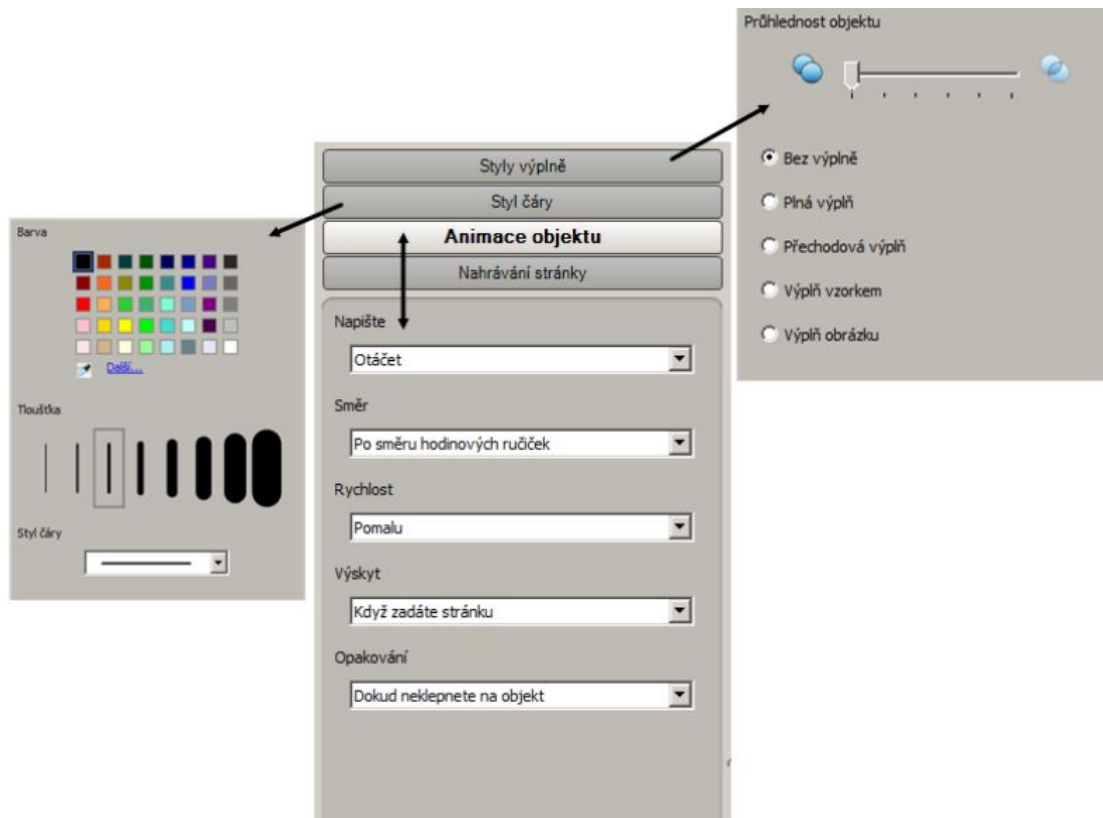 Průhlednost objektu
Bez výplně
Plná výplň
Přechodová výplň
Výplň vzorkem
Výplň obrázku
Styly výplně
Styl čáry
Animace objektu
Nahrávání stránky
Napište
Otáčet
Směr
Po směru hodinových ručiček
Rychlost
Pomalu
Výskyt
Když zadáte stránku
Opakování
Dokud neklepnete na objekt
Barva
Další...
Tloušťka
Styl čáry